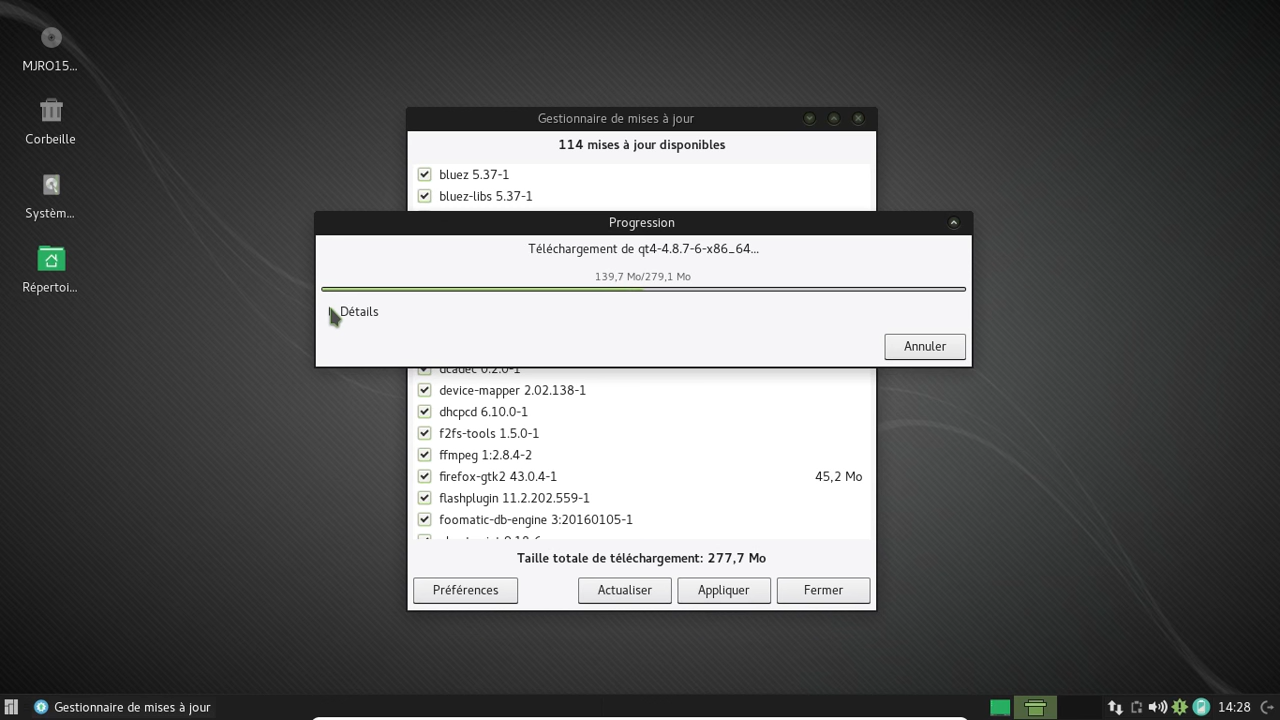 MJRO15...
Corbeille
Systèm...
Répertoi...
Gestionnaire de mises à jour
114 mises à jour disponibles
bluez 5.37-1
bluez-libs 5.37-1
Progression
Téléchargement de qt4-4.8.7-6-x86_64...
139,7 Mo/279,1 Mo
Détails
Annuler
dcadec 0.2.0-1
device-mapper 2.02.138-1
dhcpcd 6.10.0-1
f2fs-tools 1.5.0-1
ffmpeg 1:2.8.4-2
firefox-gtk2 43.0.4-1 45,2 Mo
flashplugin 11.2.202.559-1
foomatic-db-engine 3:20160105-1
Taille totale de téléchargement: 277,7 Mo
Préférences Actualiser Appliquer Fermer
Gestionnaire de mises à jour 14:28